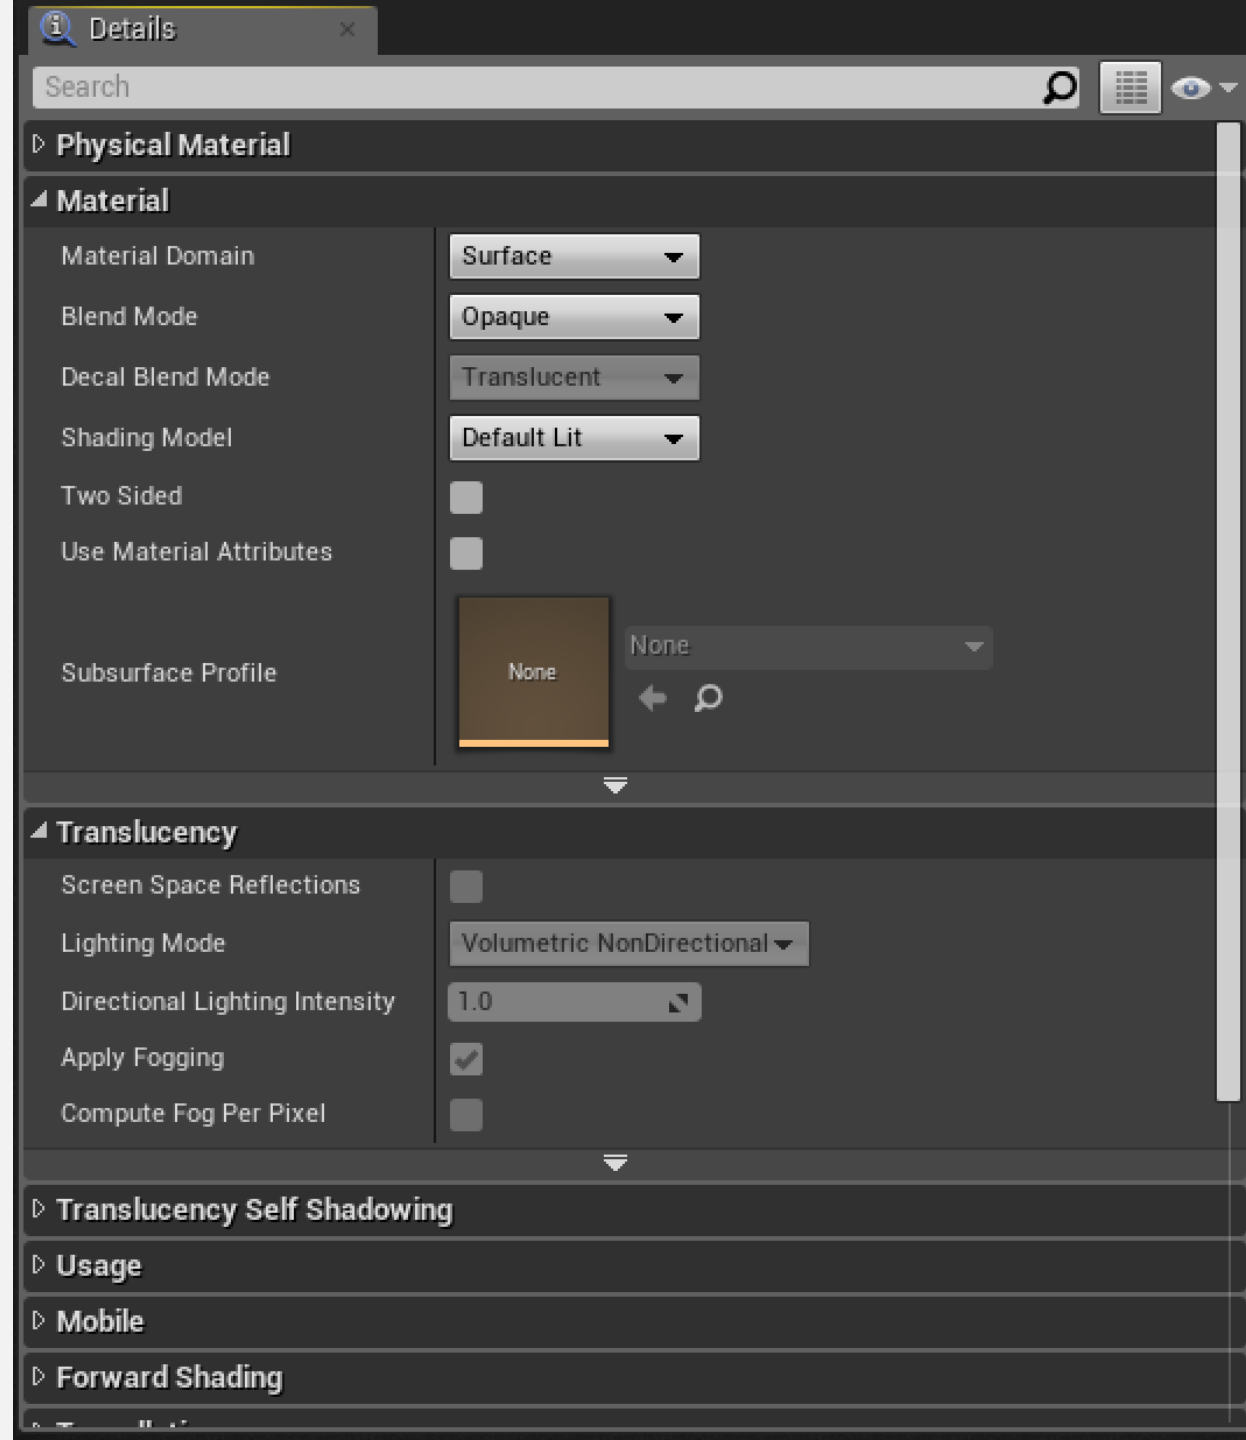 Details
Search
Physical Material
Material
Material Domain Surface
Blend Mode Opaque
Decal Blend Mode Translucent
Shading Model Default Lit
Two Sided
Use Material Attributes
Subsurface Profile None None
Translucency
Screen Space Reflections
Lighting Mode Volumetric NonDirectional
Directional Lighting Intensity 1.0
Apply Fogging
Compute Fog Per Pixel
Translucency Self Shadowing
Usage
Mobile
Forward Shading